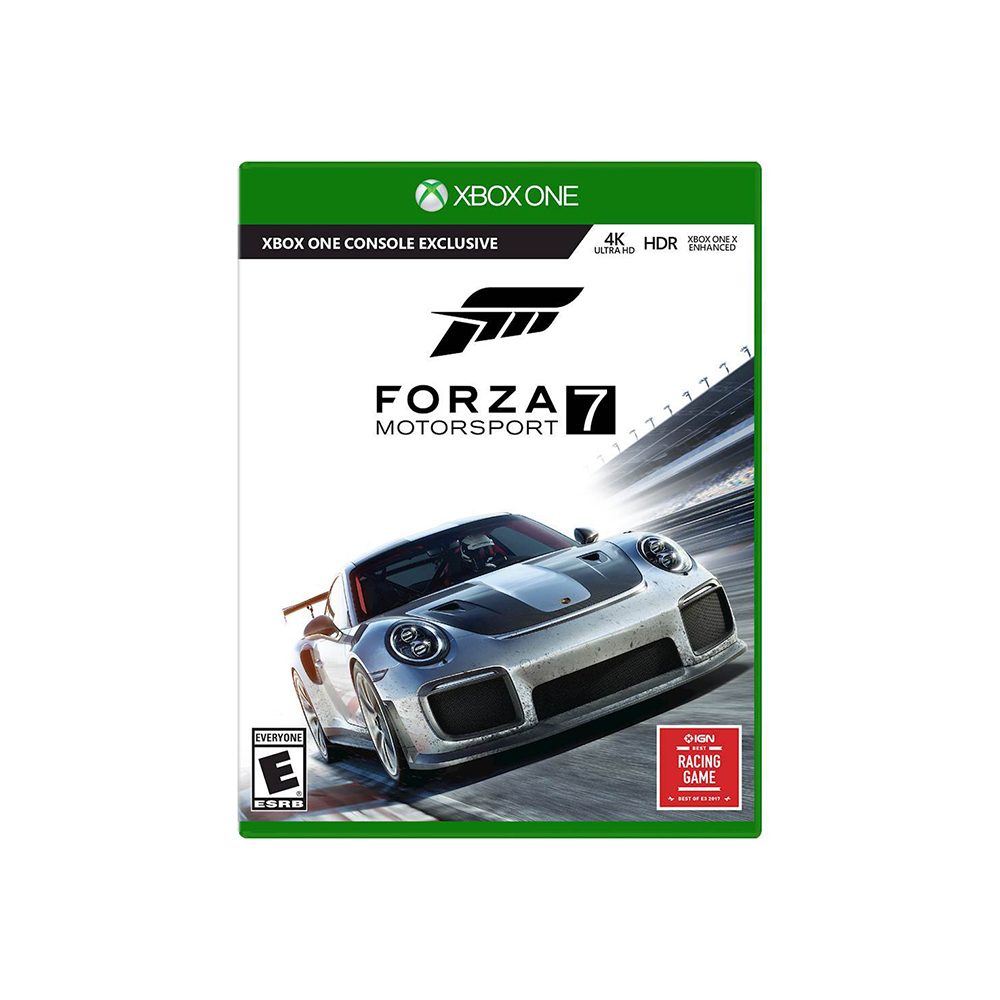 XBOX ONE
XBOX ONE CONSOLE EXCLUSIVE
4K
ULTRA HD
HDR
XBOX ONE X
ENHANCED
FORZA
MOTORSPORT
7
EVERYONE
E
ESRB
IGN
BEST
RACING
GAME
BEST OF E3 2017